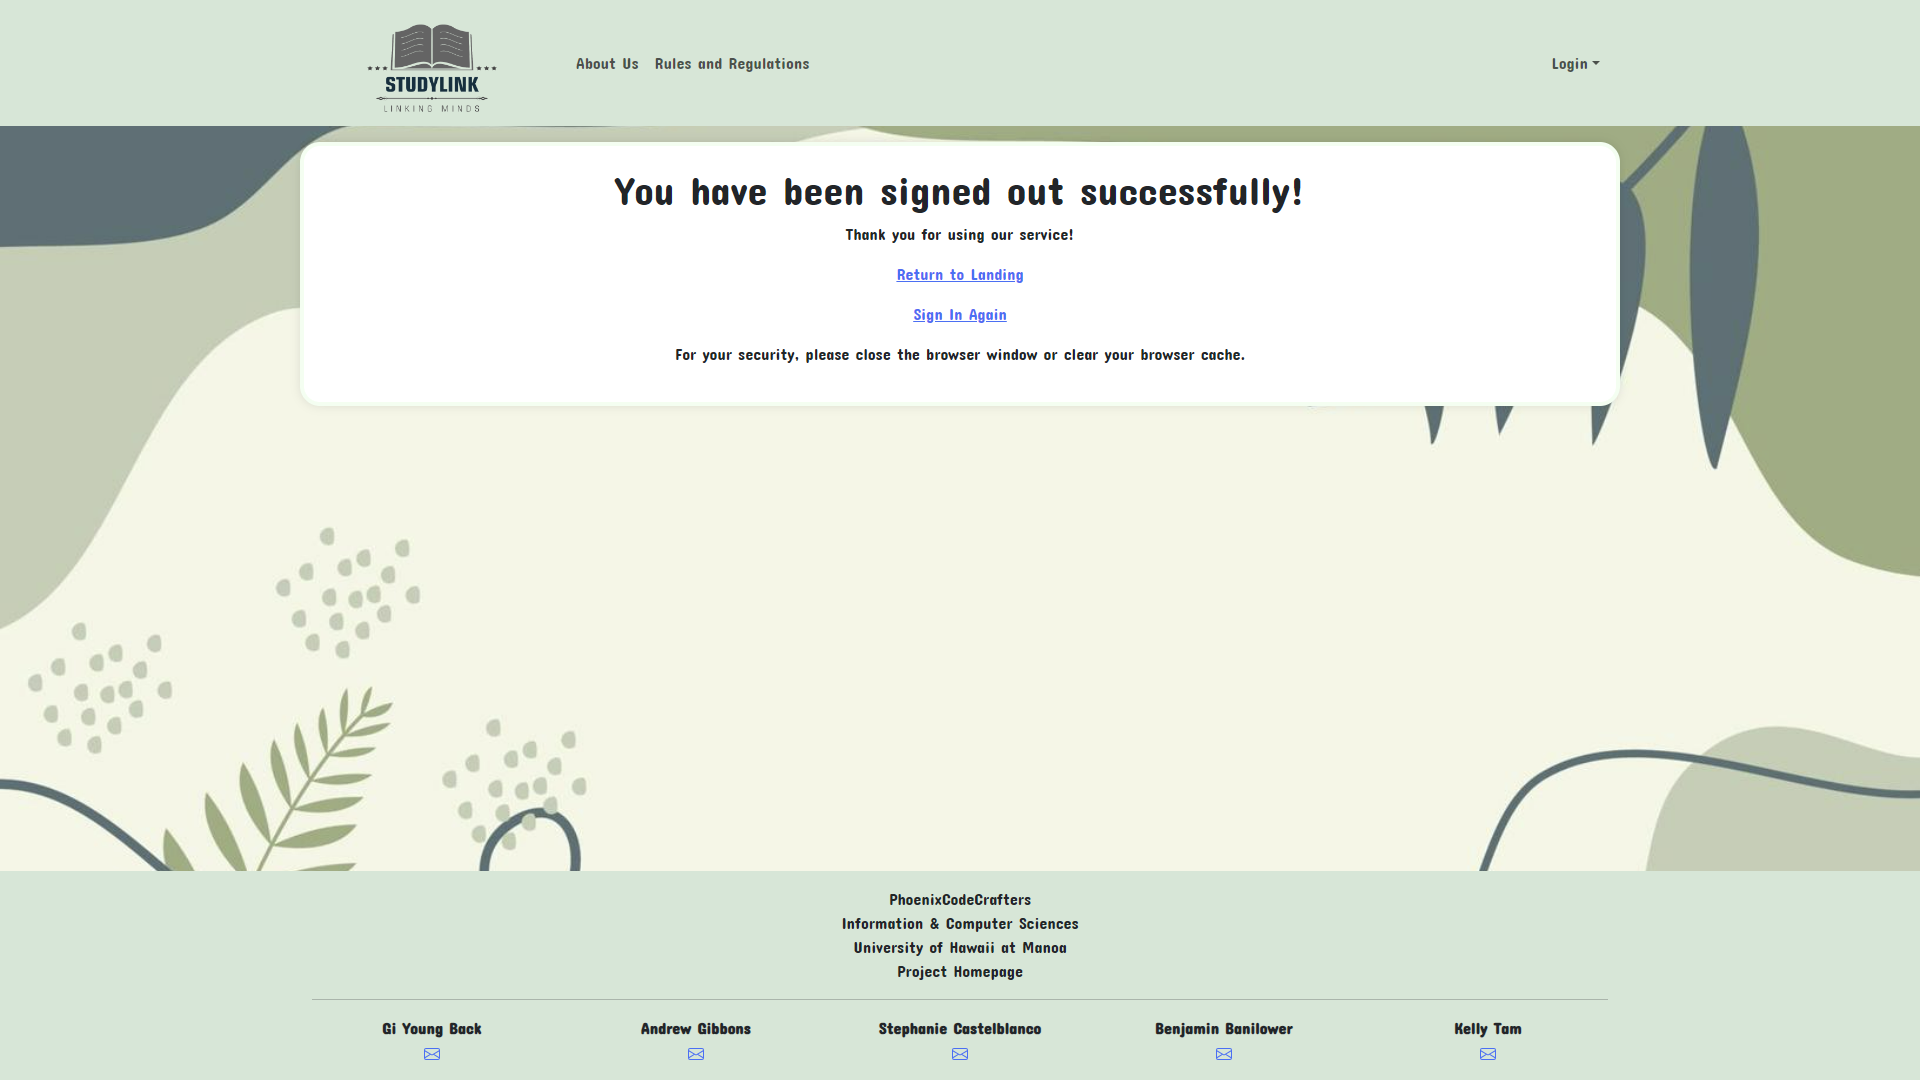 STUDYLINK
LINKING MINDS
About Us
Rules and Regulations
Login
You have been signed out successfully!
Thank you for using our service!
Return to Landing
Sign In Again
For your security, please close the browser window or clear your browser cache.
PhoenixCodeCrafters
Information & Computer Sciences
University of Hawaii at Manoa
Project Homepage
Gi Young Back
Andrew Gibbons
Stephanie Castelblanco
Benjamin Banilower
Kelly Tam